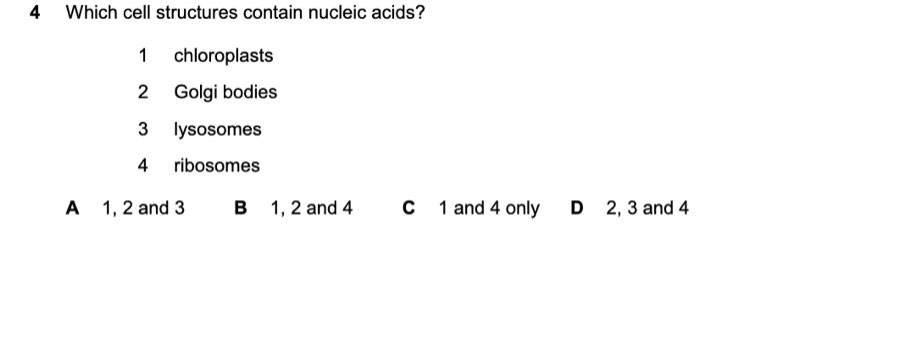 4 Which cell structures contain nucleic acids?
1 chloroplasts
2 Golgi bodies
3 lysosomes
4 ribosomes
A 1, 2 and 3 B 1, 2 and 4 C 1 and 4 only D 2, 3 and 4